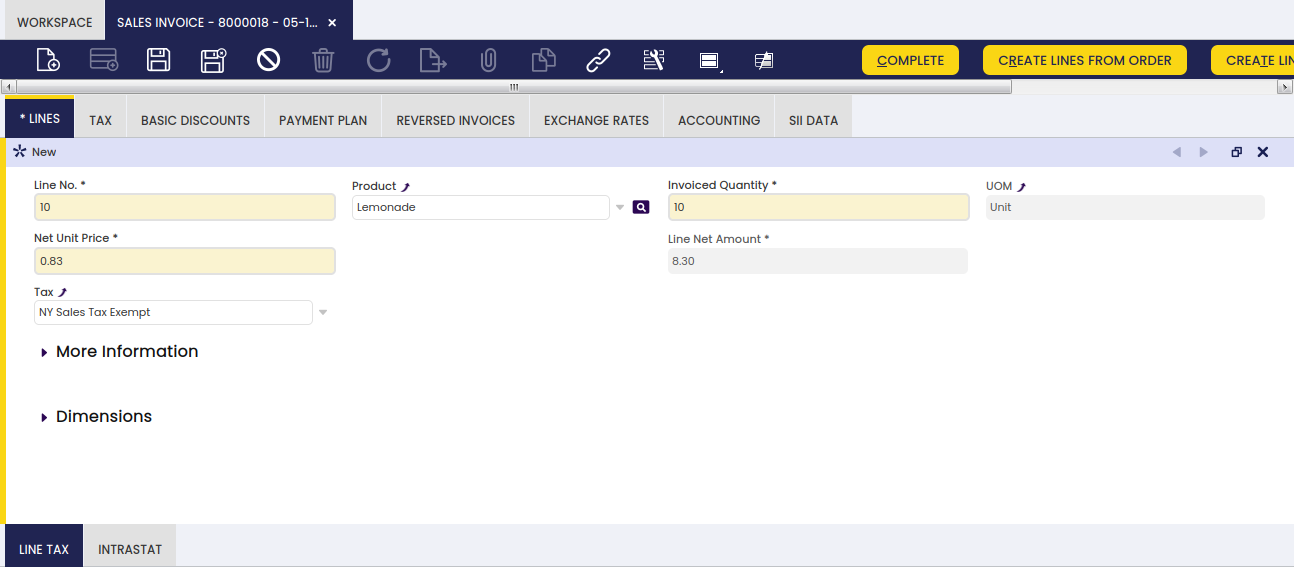 WORKSPACE
SALES INVOICE - 8000018 - 05-1...
COMPLETE
CREATE LINES FROM ORDER
CREATE LIN
* LINES
TAX
BASIC DISCOUNTS
PAYMENT PLAN
REVERSED INVOICES
EXCHANGE RATES
ACCOUNTING
SII DATA
New
Line No. *
Product
Invoiced Quantity *
UOM
10
Lemonade
10
Unit
Net Unit Price *
Line Net Amount *
0.83
8.30
Tax
NY Sales Tax Exempt
More Information
Dimensions
LINE TAX
INTRASTAT